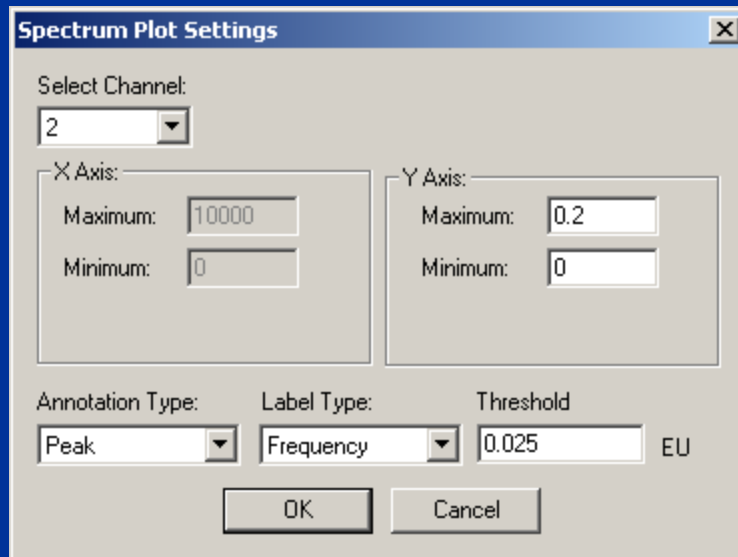 Spectrum Plot Settings
Select Channel:
2
X Axis:
Maximum: 10000
Minimum: 0
Y Axis:
Maximum: 0.2
Minimum: 0
Annotation Type: Label Type: Threshold
Peak Frequency 0.025 EU
OK Cancel